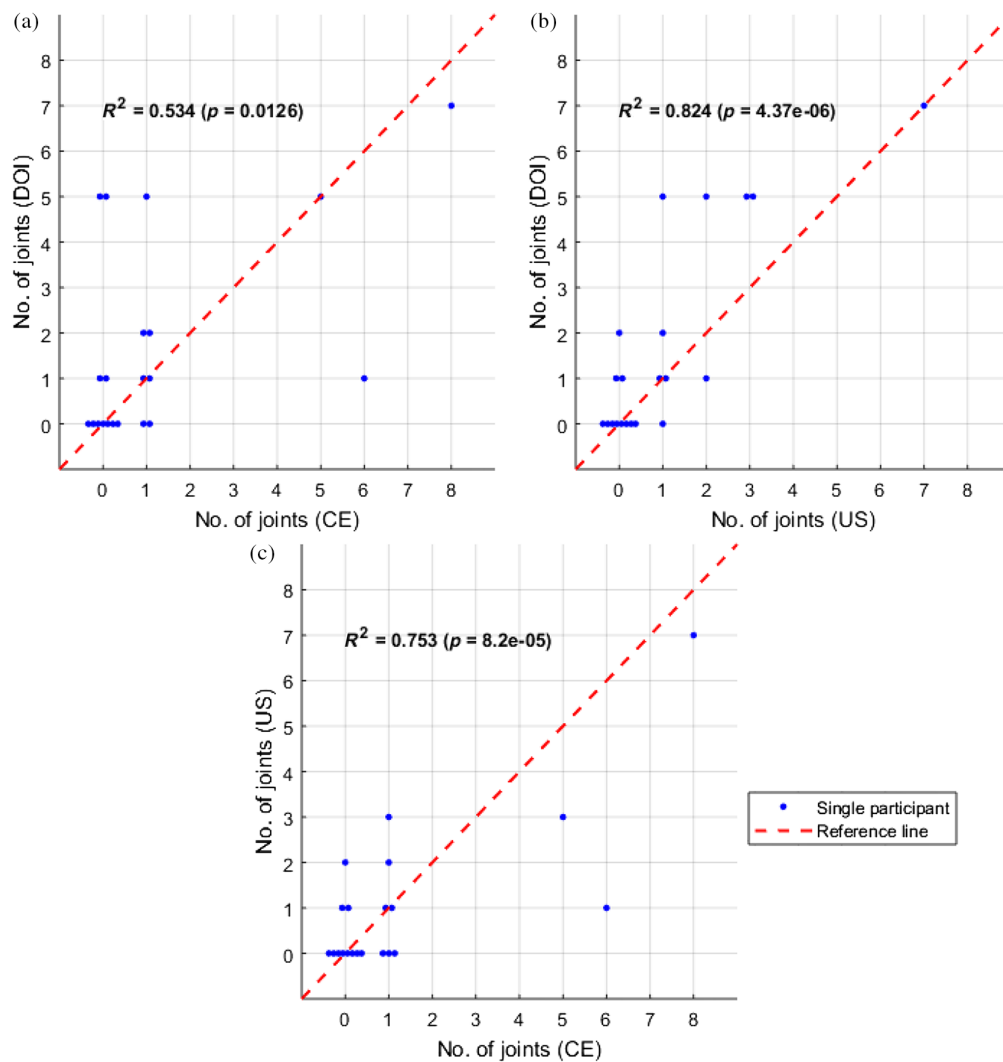 (a)
8
7
6
5
4
3
2
1
0
No. of joints (DOI)
R² = 0.534 (p = 0.0126)
0 1 2 3 4 5 6 7 8
No. of joints (CE)
(b)
8
7
6
5
4
3
2
1
0
No. of joints (DOI)
R² = 0.824 (p = 4.37e-06)
0 1 2 3 4 5 6 7 8
No. of joints (US)
(c)
8
7
6
5
4
3
2
1
0
No. of joints (US)
R² = 0.753 (p = 8.2e-05)
0 1 2 3 4 5 6 7 8
No. of joints (CE)
Single participant
Reference line